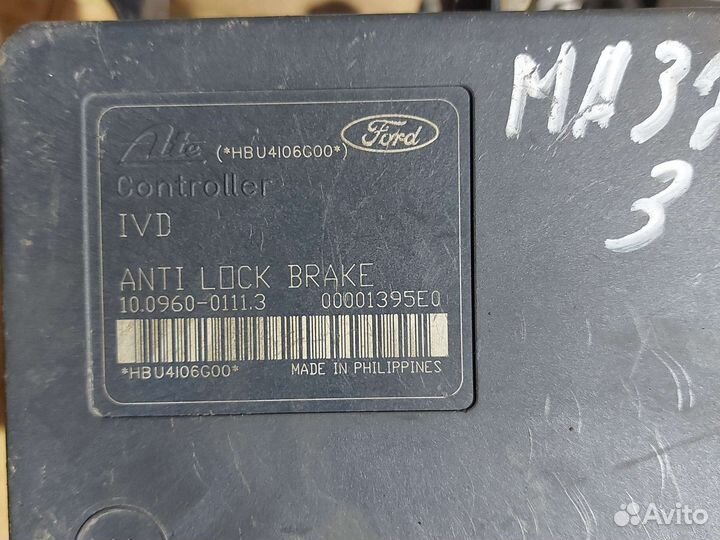 Ate (*HBU4I06G00*) Ford
Controller
IVD
ANTI LOCK BRAKE
10.0960-0111.3 00001395E0
*HBU4I06G00* MADE IN PHILIPPINES
MA32
3
Avito